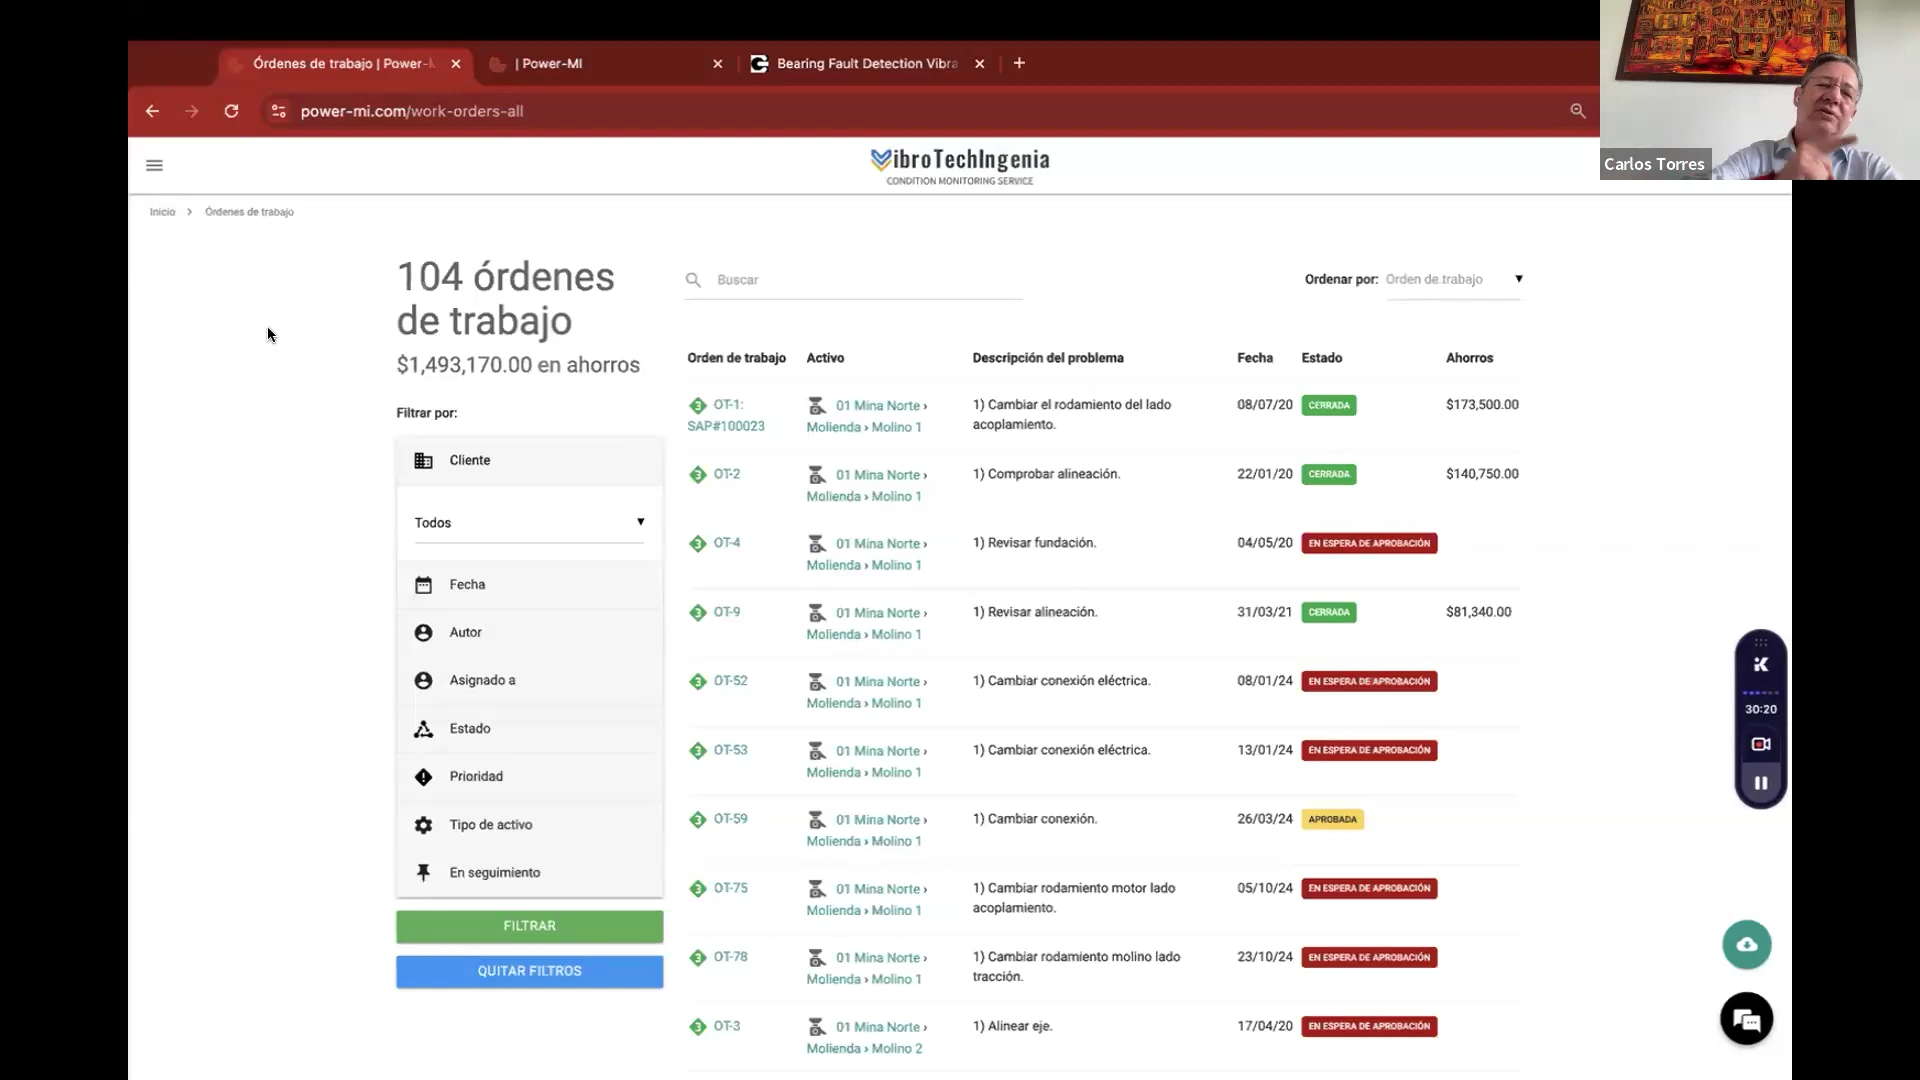 Órdenes de trabajo | Power-M
| Power-MI
Bearing Fault Detection Vibra
power-mi.com/work-orders-all
Carlos Torres
VibroTechIngenia
CONDITION MONITORING SERVICE
Inicio > Órdenes de trabajo
104 órdenes
de trabajo
$1,493,170.00 en ahorros
Filtrar por:
Cliente
Todos
Fecha
Autor
Asignado a
Estado
Prioridad
Tipo de activo
En seguimiento
FILTRAR
QUITAR FILTROS
Buscar
Ordenar por: Orden de trabajo
Orden de trabajo Activo Descripción del problema Fecha Estado Ahorros
3 OT-1: 01 Mina Norte › 1) Cambiar el rodamiento del lado 08/07/20 CERRADA $173,500.00
SAP#100023 Molienda › Molino 1 acoplamiento.
3 OT-2 01 Mina Norte › 1) Comprobar alineación. 22/01/20 CERRADA $140,750.00
Molienda › Molino 1
3 OT-4 01 Mina Norte › 1) Revisar fundación. 04/05/20 EN ESPERA DE APROBACIÓN
Molienda › Molino 1
3 OT-9 01 Mina Norte › 1) Revisar alineación. 31/03/21 CERRADA $81,340.00
Molienda › Molino 1
3 OT-52 01 Mina Norte › 1) Cambiar conexión eléctrica. 08/01/24 EN ESPERA DE APROBACIÓN
Molienda › Molino 1
3 OT-53 01 Mina Norte › 1) Cambiar conexión eléctrica. 13/01/24 EN ESPERA DE APROBACIÓN
Molienda › Molino 1
3 OT-59 01 Mina Norte › 1) Cambiar conexión. 26/03/24 APROBADA
Molienda › Molino 1
3 OT-75 01 Mina Norte › 1) Cambiar rodamiento motor lado 05/10/24 EN ESPERA DE APROBACIÓN
Molienda › Molino 1 acoplamiento.
3 OT-78 01 Mina Norte › 1) Cambiar rodamiento molino lado 23/10/24 EN ESPERA DE APROBACIÓN
Molienda › Molino 1 tracción.
3 OT-3 01 Mina Norte › 1) Alinear eje. 17/04/20 EN ESPERA DE APROBACIÓN
Molienda › Molino 2
30:20